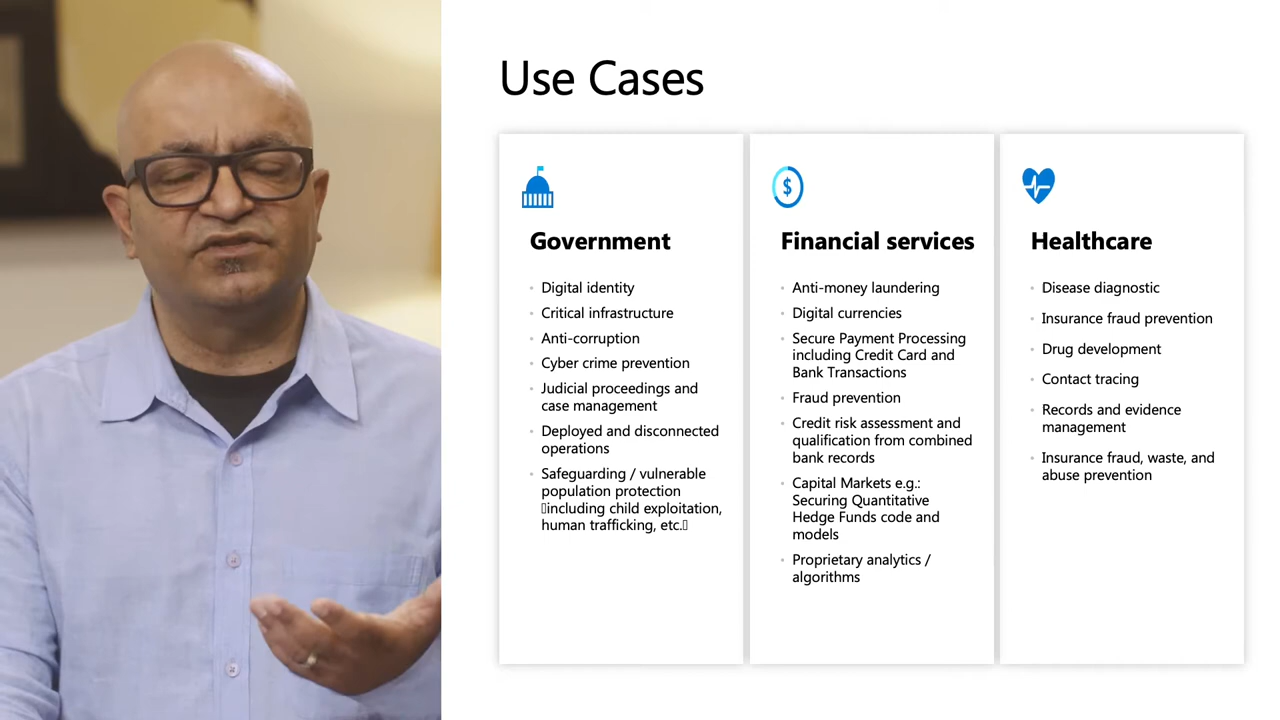 Use Cases
Government
Digital identity
Critical infrastructure
Anti-corruption
Cyber crime prevention
Judicial proceedings and
case management
Deployed and disconnected
operations
Safeguarding / vulnerable
population protection
▯including child exploitation,
human trafficking, etc.▯
$
Financial services
Anti-money laundering
Digital currencies
Secure Payment Processing
including Credit Card and
Bank Transactions
Fraud prevention
Credit risk assessment and
qualification from combined
bank records
Capital Markets e.g.:
Securing Quantitative
Hedge Funds code and
models
Proprietary analytics /
algorithms
Healthcare
Disease diagnostic
Insurance fraud prevention
Drug development
Contact tracing
Records and evidence
management
Insurance fraud, waste, and
abuse prevention